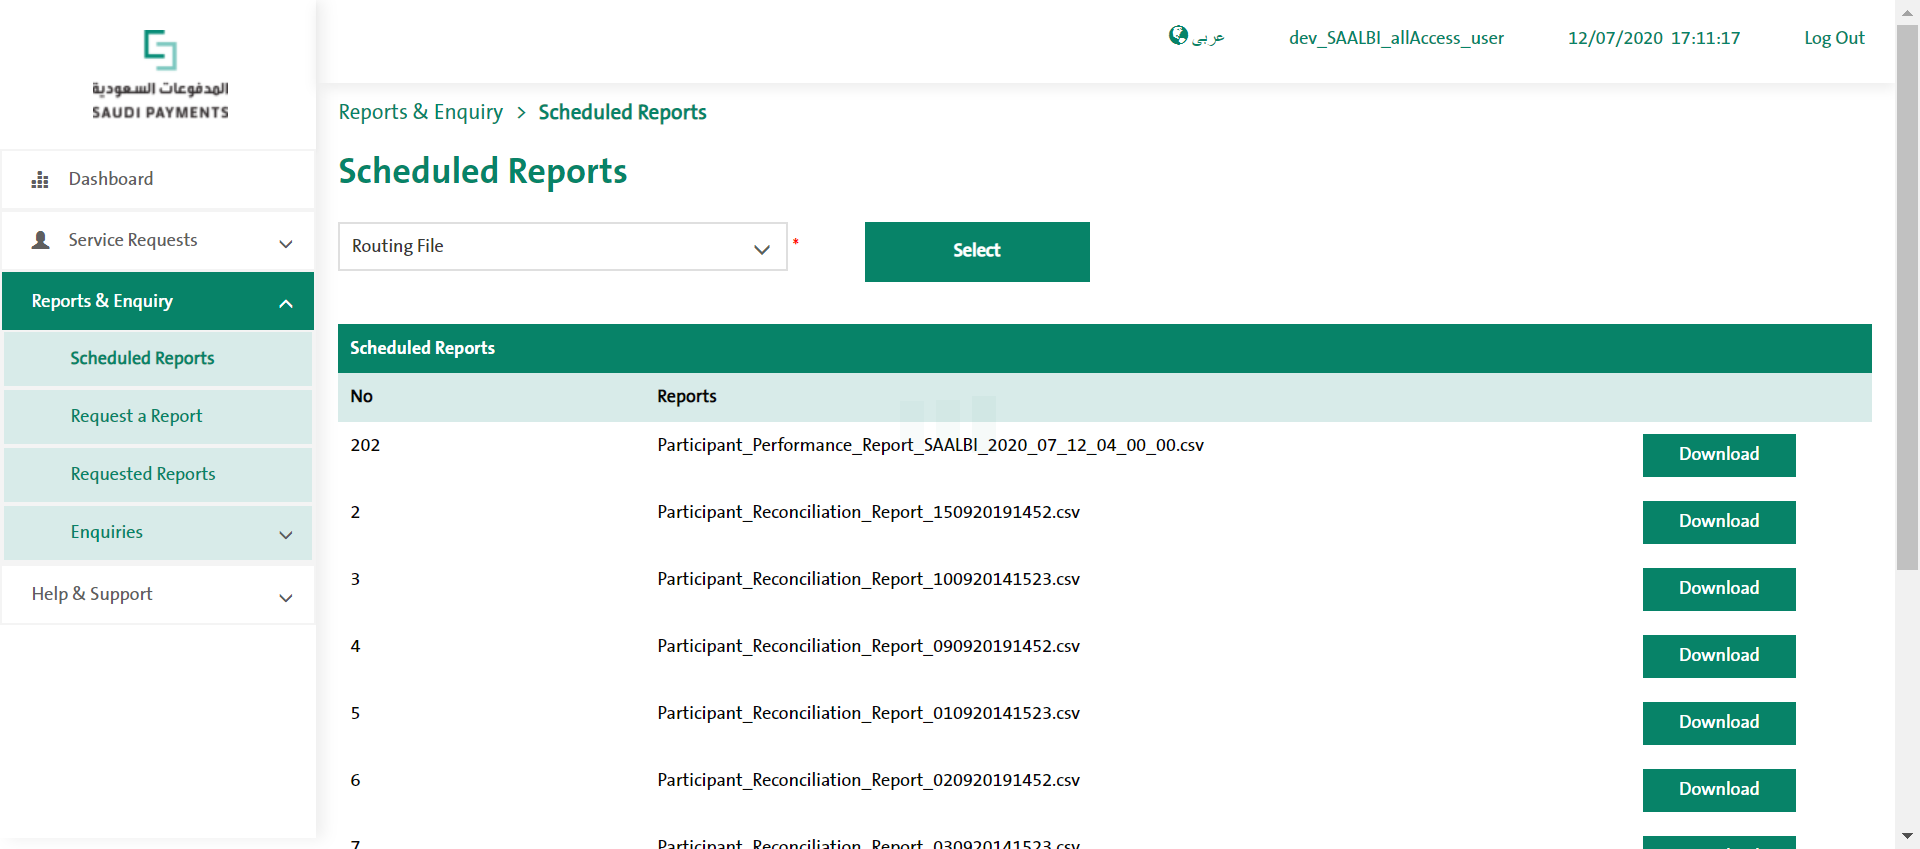 المدفوعات السعودية
SAUDI PAYMENTS
Dashboard
Service Requests
Reports & Enquiry
Scheduled Reports
Request a Report
Requested Reports
Enquiries
Help & Support
عربى
dev_SAALBI_allAccess_user
12/07/2020 17:11:17
Log Out
Reports & Enquiry > Scheduled Reports
Scheduled Reports
Routing File *
Select
Scheduled Reports
No Reports
202 Participant_Performance_Report_SAALBI_2020_07_12_04_00_00.csv Download
2 Participant_Reconciliation_Report_150920191452.csv Download
3 Participant_Reconciliation_Report_100920141523.csv Download
4 Participant_Reconciliation_Report_090920191452.csv Download
5 Participant_Reconciliation_Report_010920141523.csv Download
6 Participant_Reconciliation_Report_020920191452.csv Download
7 Participant_Reconciliation_Report_030920141523.csv